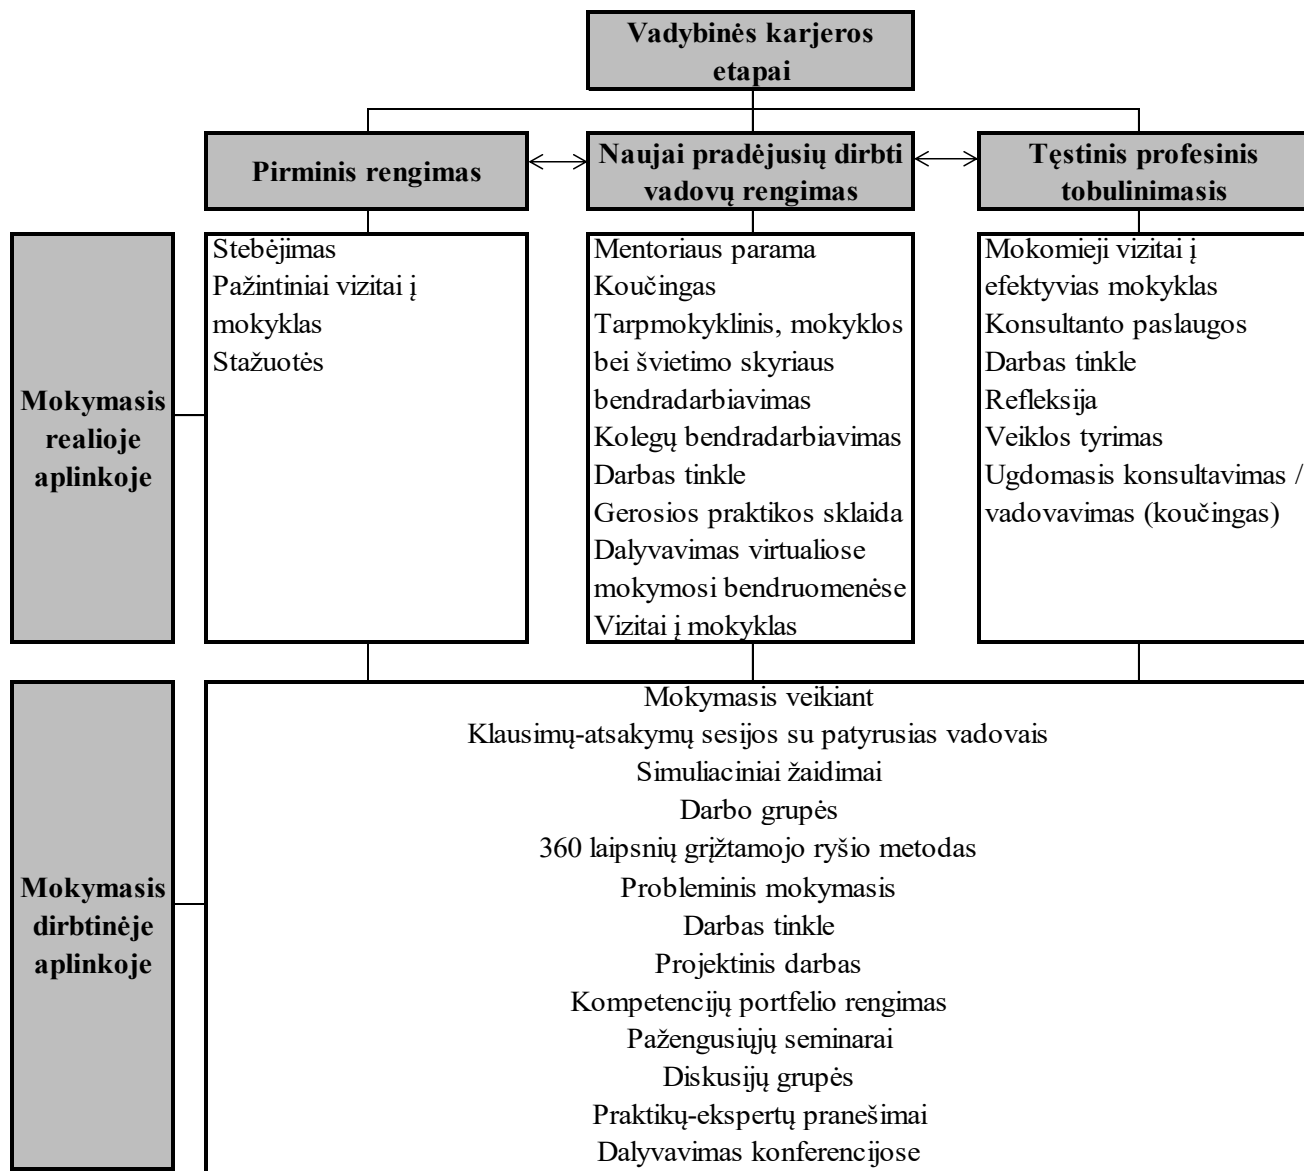 Vadybinės karjeros
etapai
Pirminis rengimas
Naujai pradėjusių dirbti
vadovų rengimas
Tęstinis profesinis
tobulinimasis
Mokymasis
realioje
aplinkoje
Stebėjimas
Pažintiniai vizitai į
mokyklas
Stažuotės
Mentoriaus parama
Koučingas
Tarpmokyklinis, mokyklos
bei švietimo skyriaus
bendradarbiavimas
Kolegų bendradarbiavimas
Darbas tinkle
Gerosios praktikos sklaida
Dalyvavimas virtualiose
mokymosi bendruomenėse
Vizitai į mokyklas
Mokomieji vizitai į
efektyvias mokyklas
Konsultanto paslaugos
Darbas tinkle
Refleksija
Veiklos tyrimas
Ugdomasis konsultavimas /
vadovavimas (koučingas)
Mokymasis
dirbtinėje
aplinkoje
Mokymasis veikiant
Klausimų-atsakymų sesijos su patyrusias vadovais
Simuliaciniai žaidimai
Darbo grupės
360 laipsnių grįžtamojo ryšio metodas
Probleminis mokymasis
Darbas tinkle
Projektinis darbas
Kompetencijų portfelio rengimas
Pažengusiųjų seminarai
Diskusijų grupės
Praktikų-ekspertų pranešimai
Dalyvavimas konferencijose